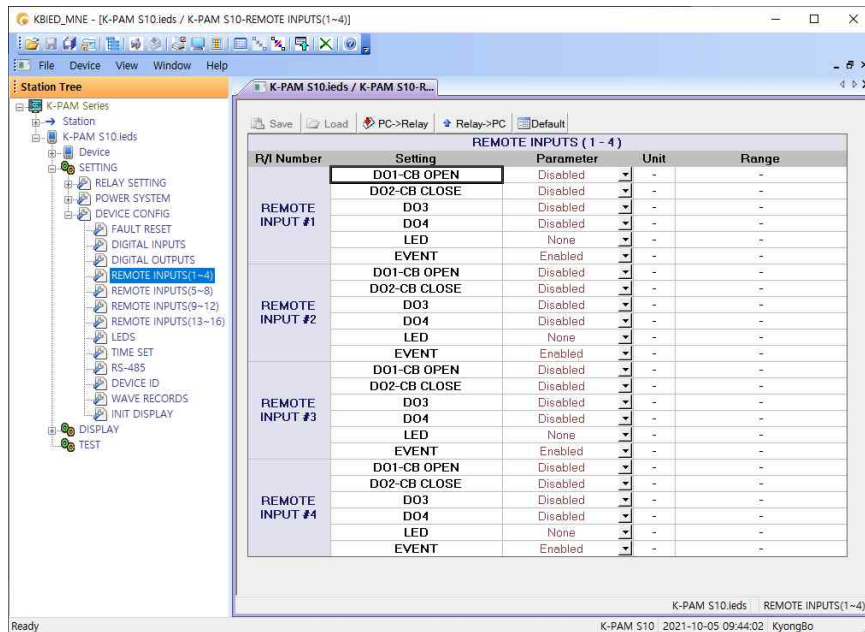 KBIED_MNE - [K-PAM S10.ieds / K-PAM S10-REMOTE INPUTS(1~4)]
File Device View Window Help
Station Tree
K-PAM Series
Station
K-PAM S10.ieds
Device
SETTING
RELAY SETTING
POWER SYSTEM
DEVICE CONFIG
FAULT RESET
DIGITAL INPUTS
DIGITAL OUTPUTS
REMOTE INPUTS(1~4)
REMOTE INPUTS(5~8)
REMOTE INPUTS(9~12)
REMOTE INPUTS(13~16)
LEDS
TIME SET
RS-485
DEVICE ID
WAVE RECORDS
INIT DISPLAY
DISPLAY
TEST
K-PAM S10.ieds / K-PAM S10-R...
Save Load PC->Relay Relay->PC Default
REMOTE INPUTS ( 1 - 4 )
R/I Number Setting Parameter Unit Range
REMOTE INPUT #1
DO1-CB OPEN Disabled - -
DO2-CB CLOSE Disabled - -
DO3 Disabled - -
DO4 Disabled - -
LED None - -
EVENT Enabled - -
REMOTE INPUT #2
DO1-CB OPEN Disabled - -
DO2-CB CLOSE Disabled - -
DO3 Disabled - -
DO4 Disabled - -
LED None - -
EVENT Enabled - -
REMOTE INPUT #3
DO1-CB OPEN Disabled - -
DO2-CB CLOSE Disabled - -
DO3 Disabled - -
DO4 Disabled - -
LED None - -
EVENT Enabled - -
REMOTE INPUT #4
DO1-CB OPEN Disabled - -
DO2-CB CLOSE Disabled - -
DO3 Disabled - -
DO4 Disabled - -
LED None - -
EVENT Enabled - -
K-PAM S10.ieds REMOTE INPUTS(1~4)
Ready K-PAM S10 2021-10-05 09:44:02 KyongBo